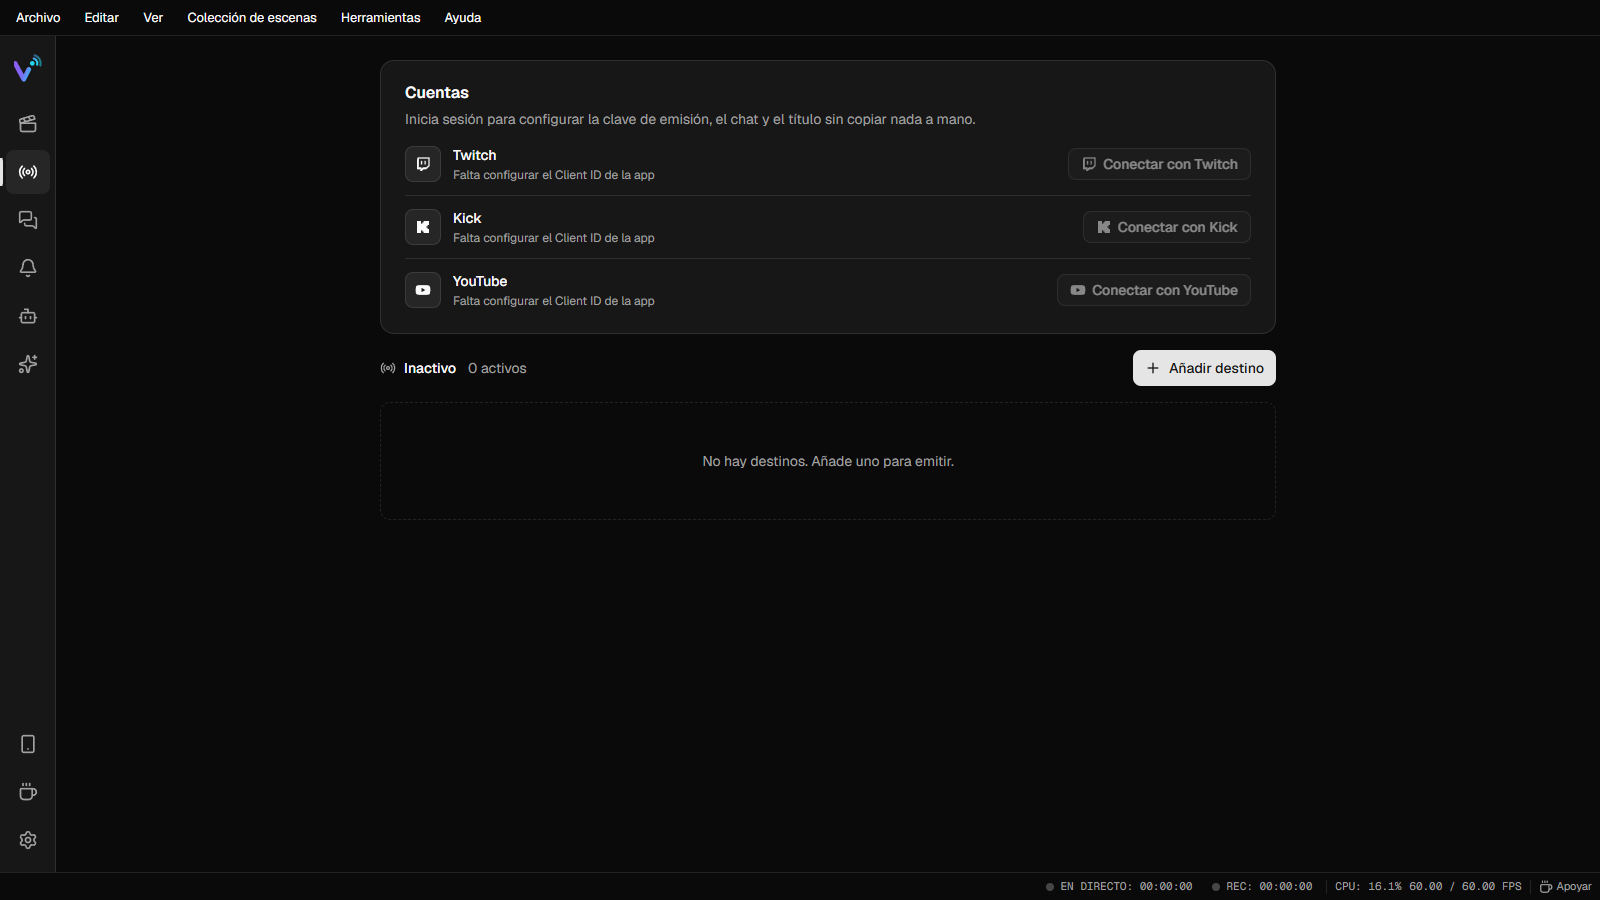 Archivo Editar Ver Colección de escenas Herramientas Ayuda
Cuentas
Inicia sesión para configurar la clave de emisión, el chat y el título sin copiar nada a mano.
Twitch
Falta configurar el Client ID de la app
Conectar con Twitch
Kick
Falta configurar el Client ID de la app
Conectar con Kick
YouTube
Falta configurar el Client ID de la app
Conectar con YouTube
Inactivo 0 activos
Añadir destino
No hay destinos. Añade uno para emitir.
EN DIRECTO: 00:00:00 REC: 00:00:00 CPU: 16.1% 60.00 / 60.00 FPS Apoyar